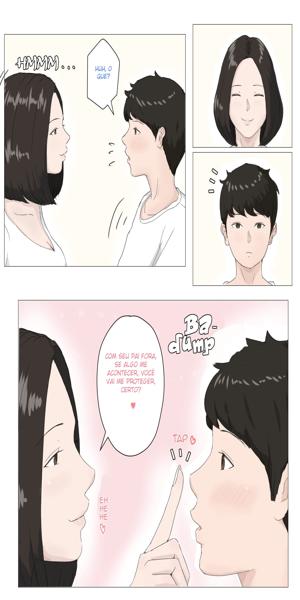 HMMM...
HUH, O
QUE?
BA-
DUMP
COM SEU PAI FORA,
SE ALGO ME
ACONTECER, VOCÊ
VAI ME PROTEGER,
CERTO?
TAP
EH
HE
HE